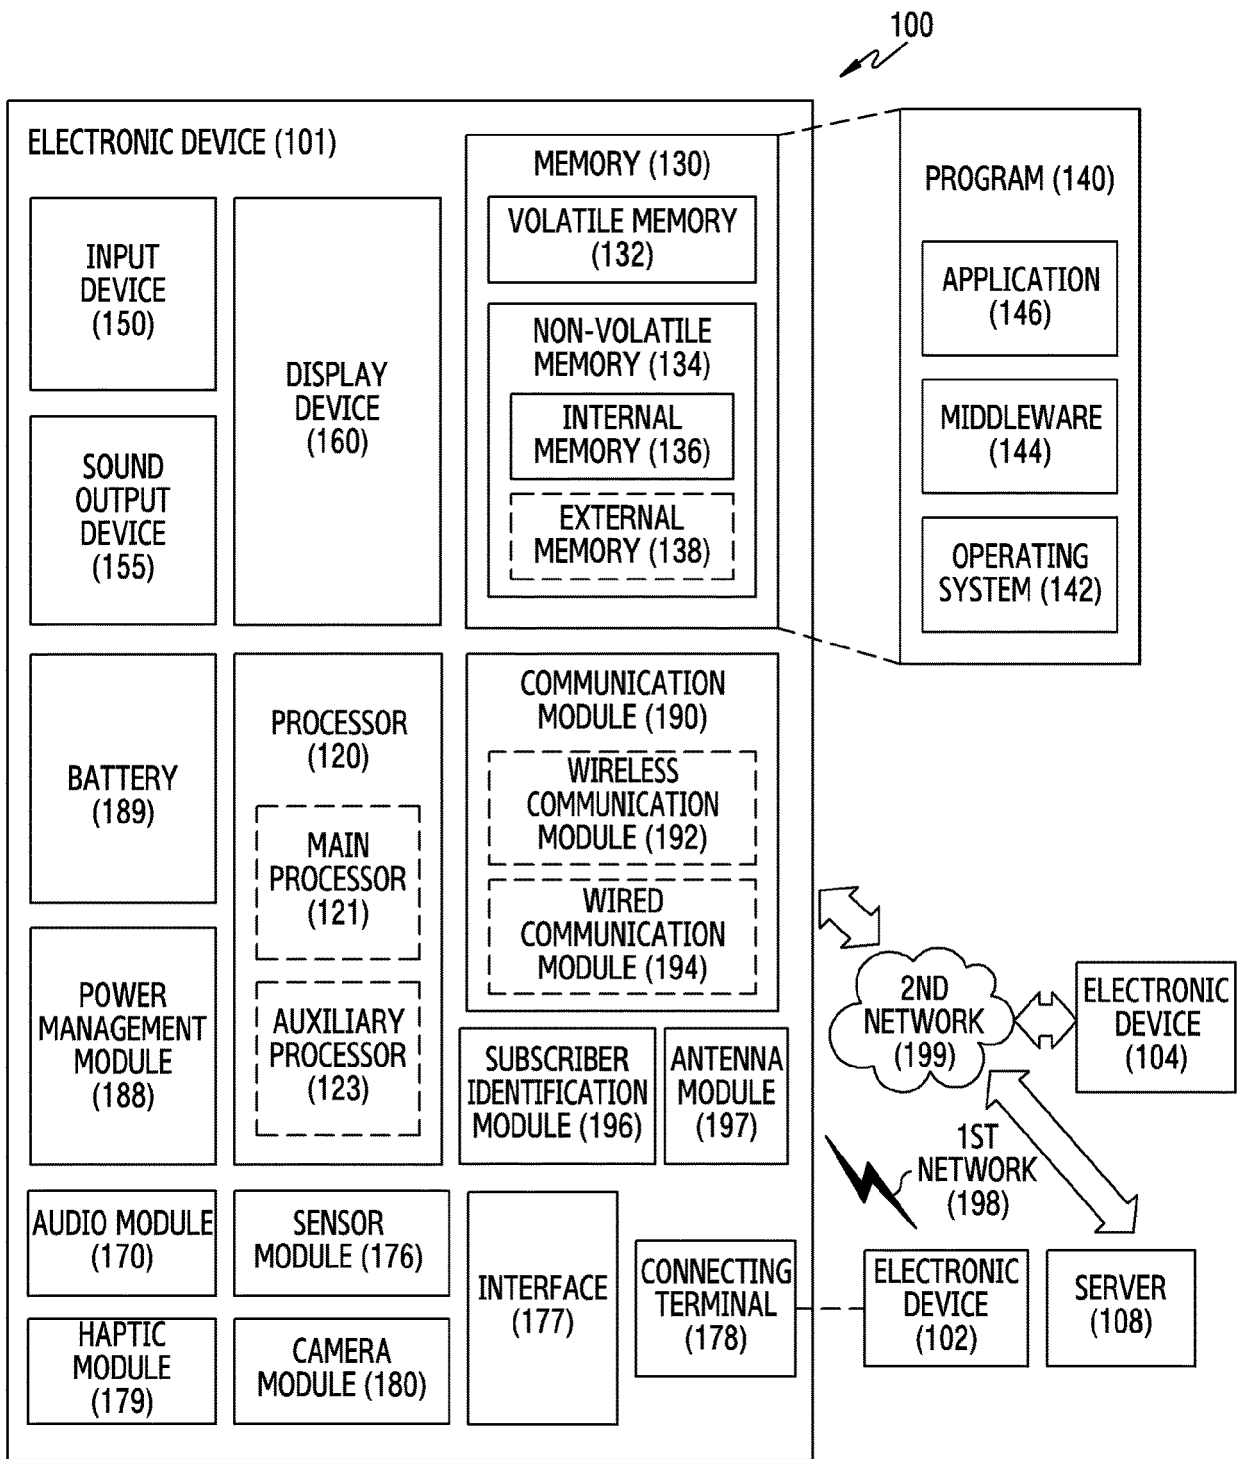 100
ELECTRONIC DEVICE (101)
INPUT
DEVICE
(150)
SOUND
OUTPUT
DEVICE
(155)
DISPLAY
DEVICE
(160)
MEMORY (130)
VOLATILE MEMORY
(132)
NON-VOLATILE
MEMORY (134)
INTERNAL
MEMORY (136)
EXTERNAL
MEMORY (138)
PROGRAM (140)
APPLICATION
(146)
MIDDLEWARE
(144)
OPERATING
SYSTEM (142)
BATTERY
(189)
POWER
MANAGEMENT
MODULE
(188)
PROCESSOR
(120)
MAIN
PROCESSOR
(121)
AUXILIARY
PROCESSOR
(123)
COMMUNICATION
MODULE (190)
WIRELESS
COMMUNICATION
MODULE (192)
WIRED
COMMUNICATION
MODULE (194)
SUBSCRIBER
IDENTIFICATION
MODULE (196)
ANTENNA
MODULE
(197)
2ND
NETWORK
(199)
ELECTRONIC
DEVICE
(104)
1ST
NETWORK
(198)
AUDIO MODULE
(170)
SENSOR
MODULE (176)
HAPTIC
MODULE
(179)
CAMERA
MODULE (180)
INTERFACE
(177)
CONNECTING
TERMINAL
(178)
ELECTRONIC
DEVICE
(102)
SERVER
(108)